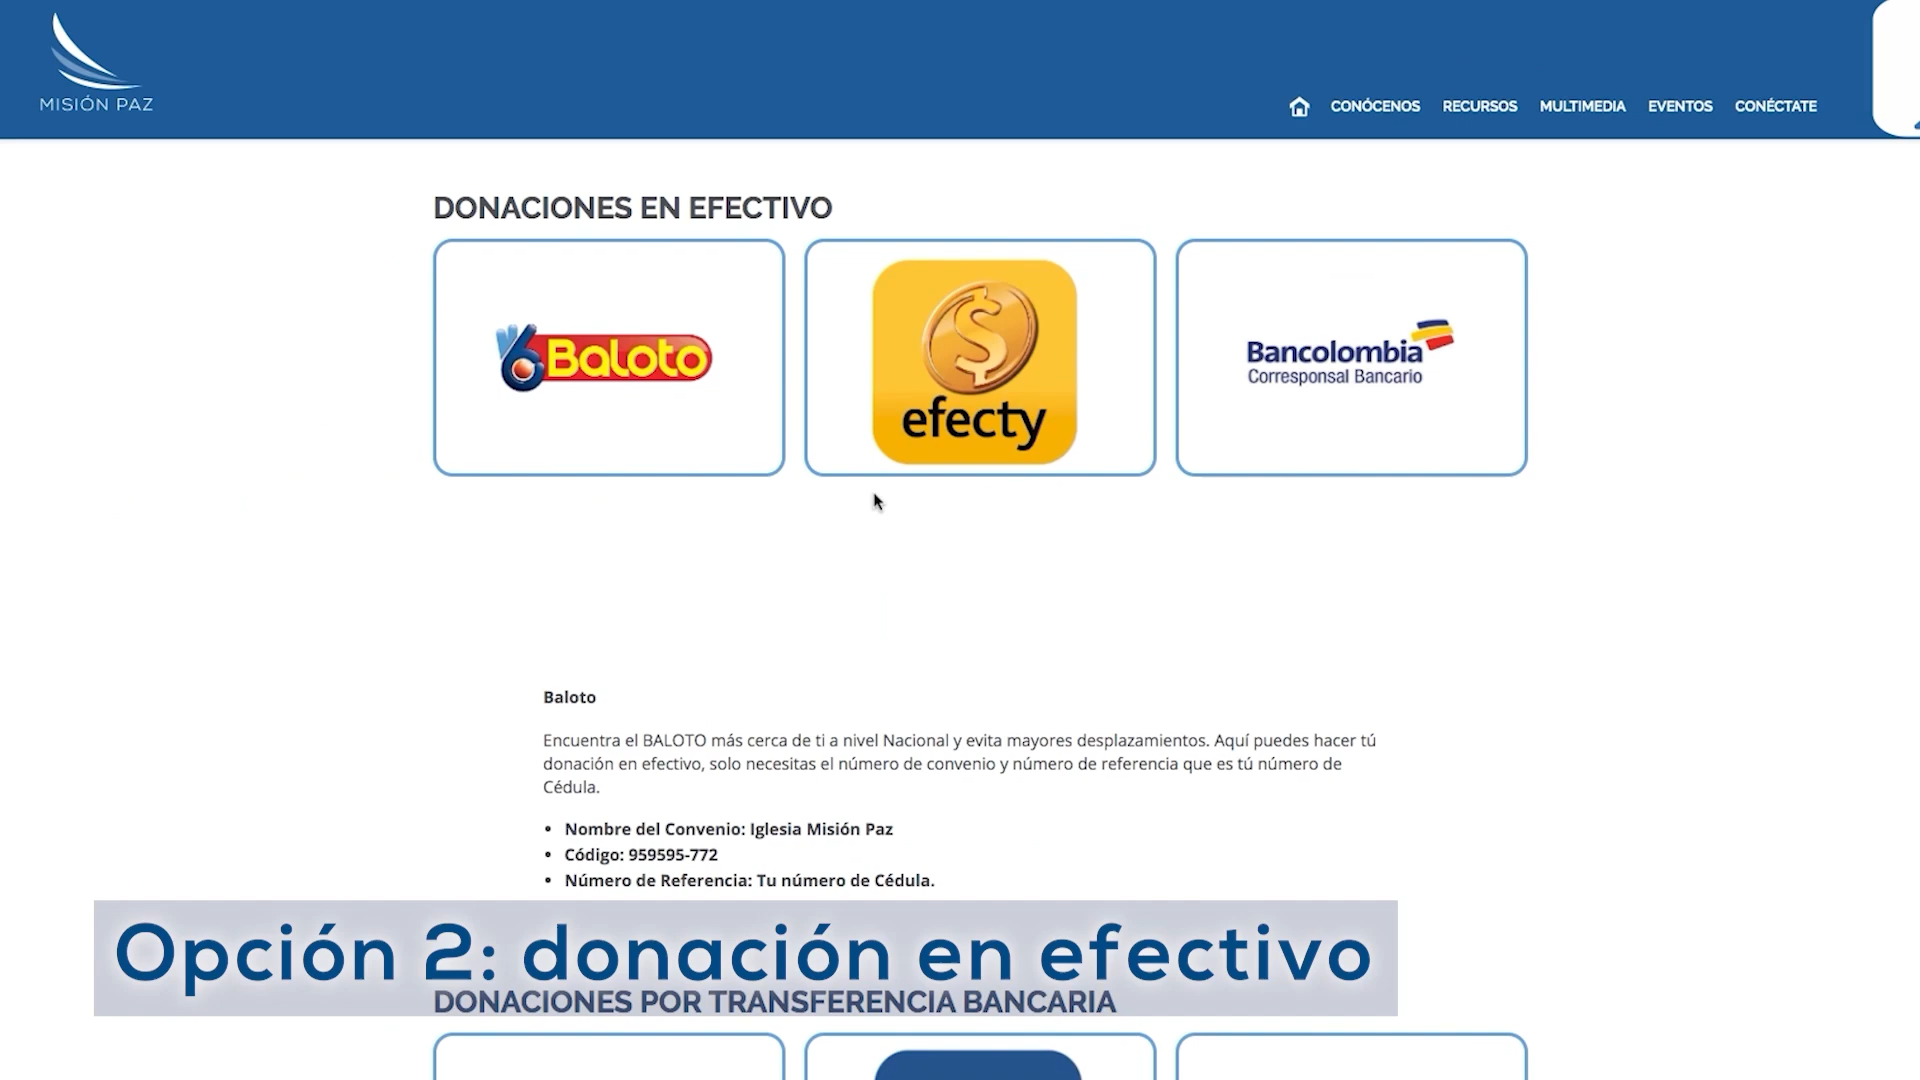 MISIÓN PAZ
CONÓCENOS RECURSOS MULTIMEDIA EVENTOS CONÉCTATE
DONACIONES EN EFECTIVO
Baloto
$
efecty
Bancolombia
Corresponsal Bancario
Baloto
Encuentra el BALOTO más cerca de ti a nivel Nacional y evita mayores desplazamientos. Aquí puedes hacer tú
donación en efectivo, solo necesitas el número de convenio y número de referencia que es tú número de
Cédula.
• Nombre del Convenio: Iglesia Misión Paz
• Código: 959595-772
• Número de Referencia: Tu número de Cédula.
Opción 2: donación en efectivo
DONACIONES POR TRANSFERENCIA BANCARIA